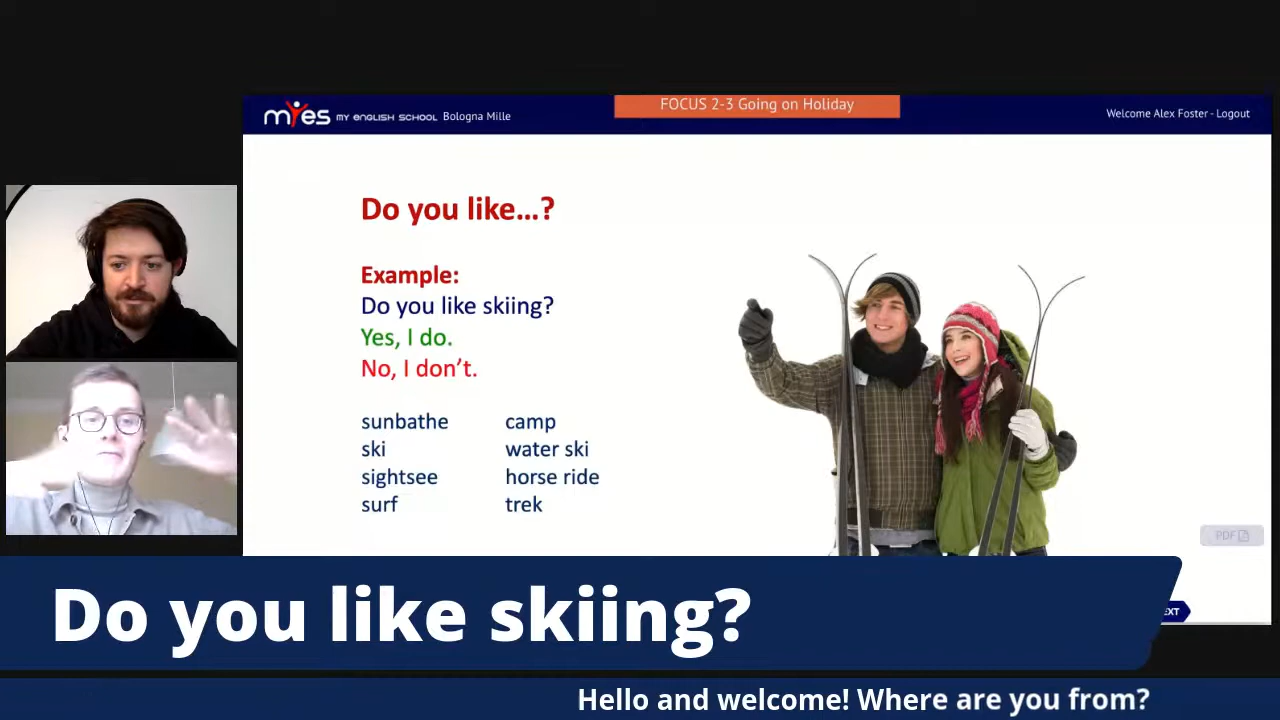 myes MY ENGLISH SCHOOL Bologna Mille
FOCUS 2-3 Going on Holiday
Welcome Alex Foster - Logout
Do you like...?
Example:
Do you like skiing?
Yes, I do.
No, I don't.
sunbathe camp
ski water ski
sightsee horse ride
surf trek
PDF
Do you like skiing?
Hello and welcome! Where are you from?